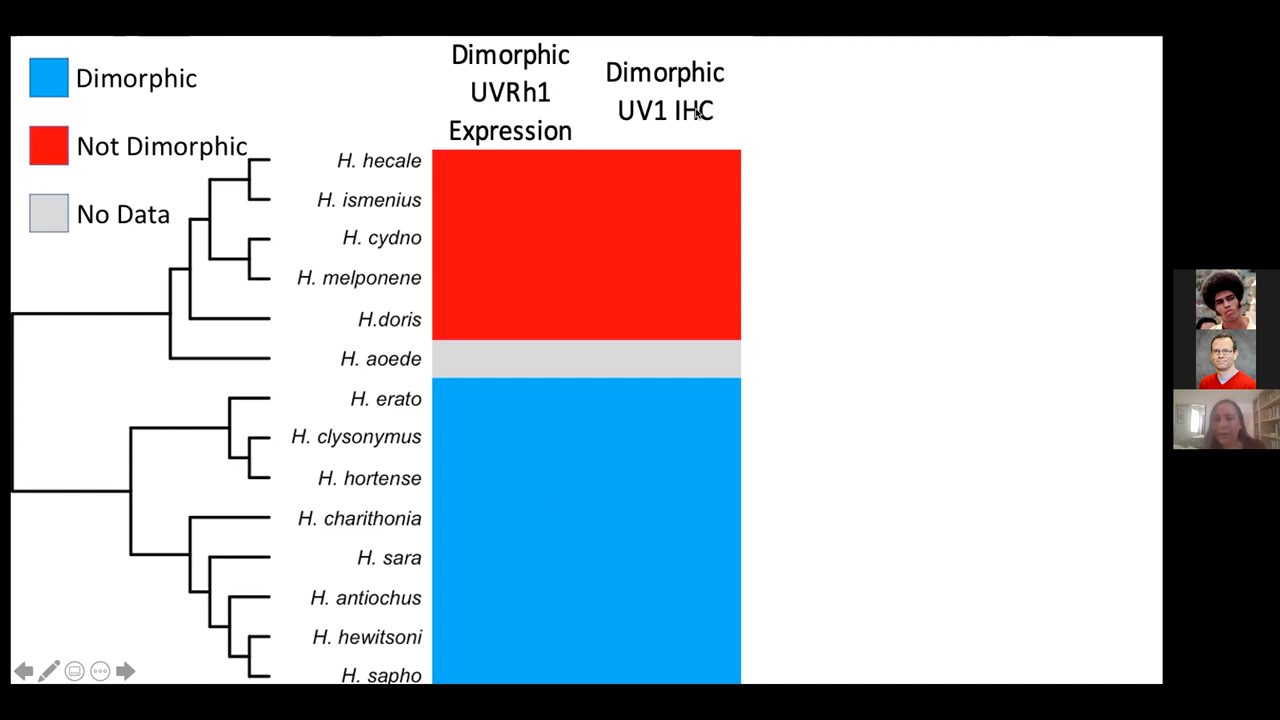 Dimorphic
Not Dimorphic
No Data
Dimorphic
UVRh1
Expression
Dimorphic
UV1 IHC
H. hecale
H. ismenius
H. cydno
H. melponene
H.doris
H. aoede
H. erato
H. clysonymus
H. hortense
H. charithonia
H. sara
H. antiochus
H. hewitsoni
H. sapho